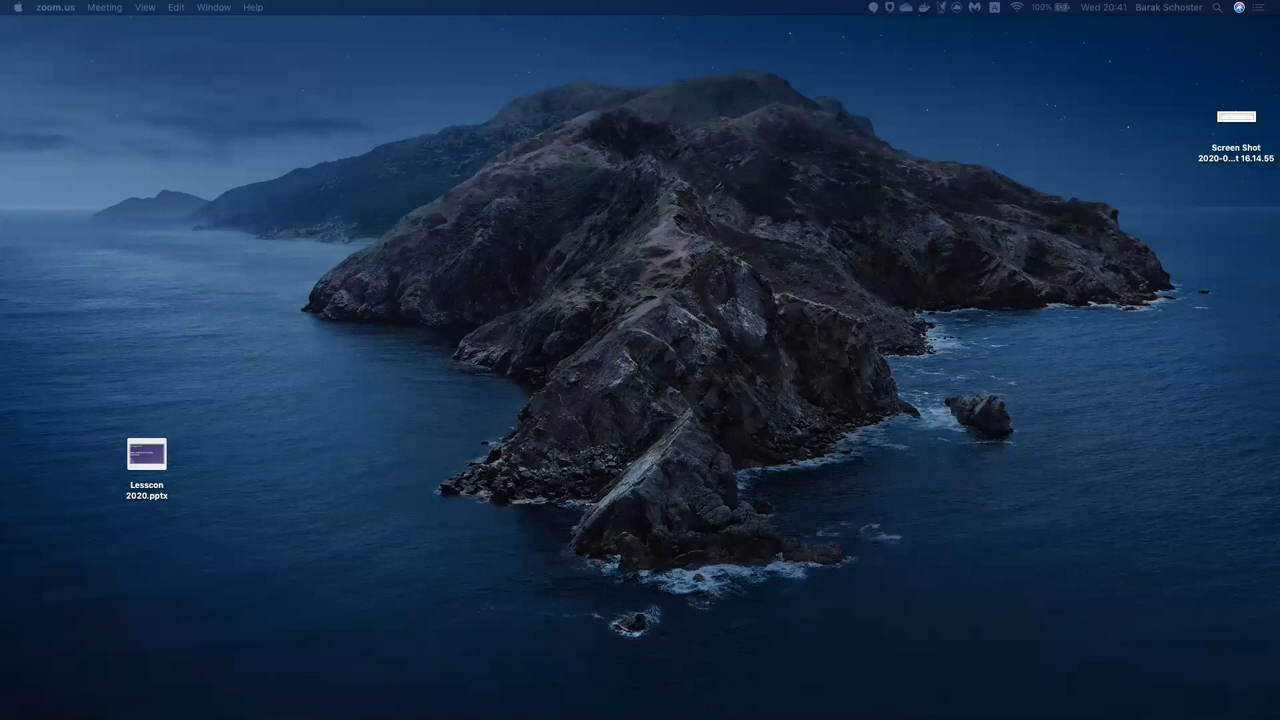 zoom.us Meeting View Edit Window Help A 100% Wed 20:41 Barak Schoster
Screen Shot
2020-0...t 16.14.55
Lesscon
2020.pptx